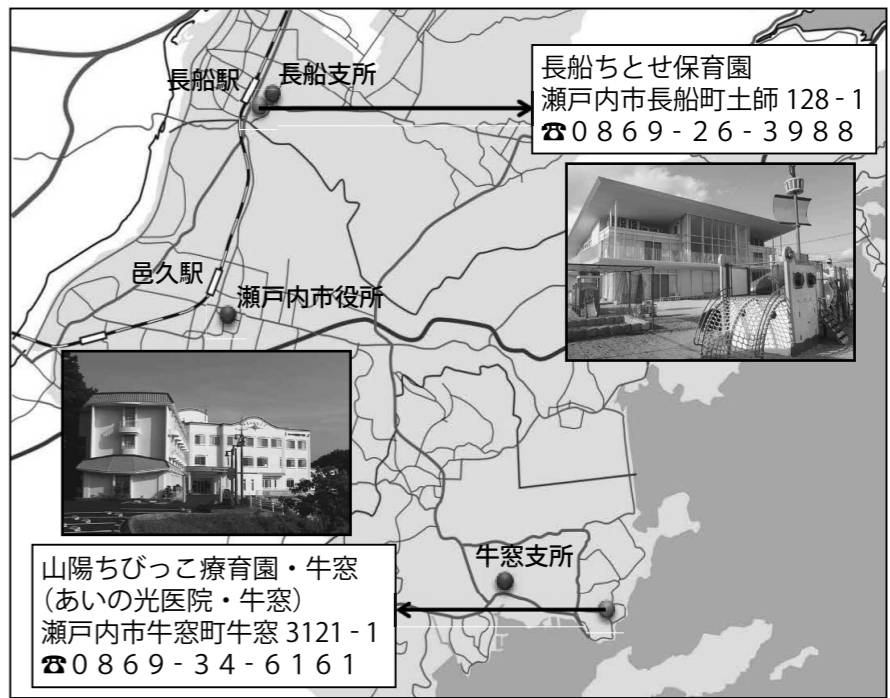 長船駅
長船支所
長船ちとせ保育園
瀬戸内市長船町土師 128 - 1
☎０８６９‐２６‐３９８８
邑久駅
瀬戸内市役所
牛窓支所
山陽ちびっこ療育園・牛窓
（あいの光医院・牛窓）
瀬戸内市牛窓町牛窓 3121 - 1
☎０８６９‐３４‐６１６１